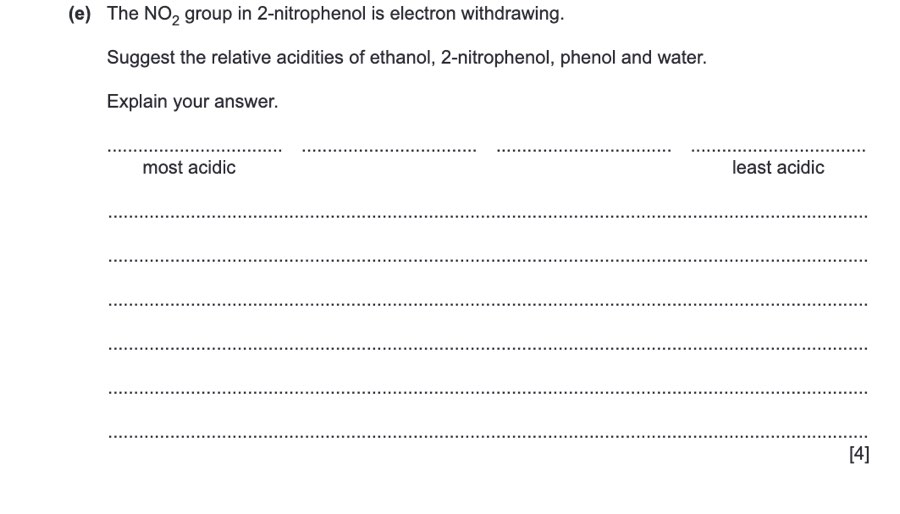 (e) The NO₂ group in 2-nitrophenol is electron withdrawing.
Suggest the relative acidities of ethanol, 2-nitrophenol, phenol and water.
Explain your answer.
most acidic least acidic
[4]